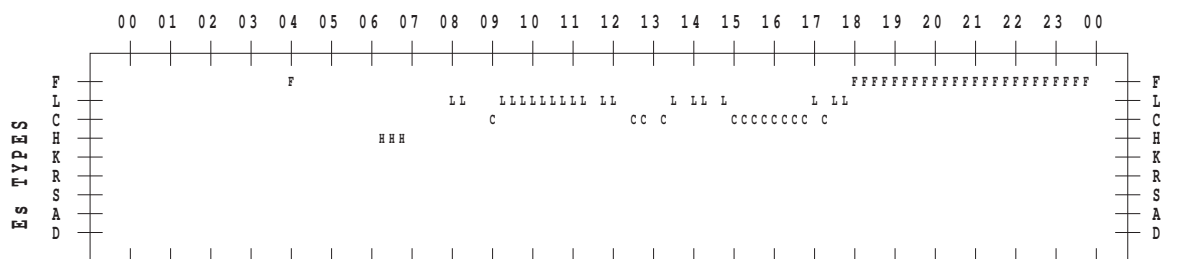 00 01 02 03 04 05 06 07 08 09 10 11 12 13 14 15 16 17 18 19 20 21 22 23 00
Es TYPES
F F FFFFFFFFFFFFFFFFFFFFFFFF F
L LL LLLLLLLLL LL L LL L L LL L
C C CC C CCCCCCCC C C
H HHH H
K K
R R
S S
A A
D D